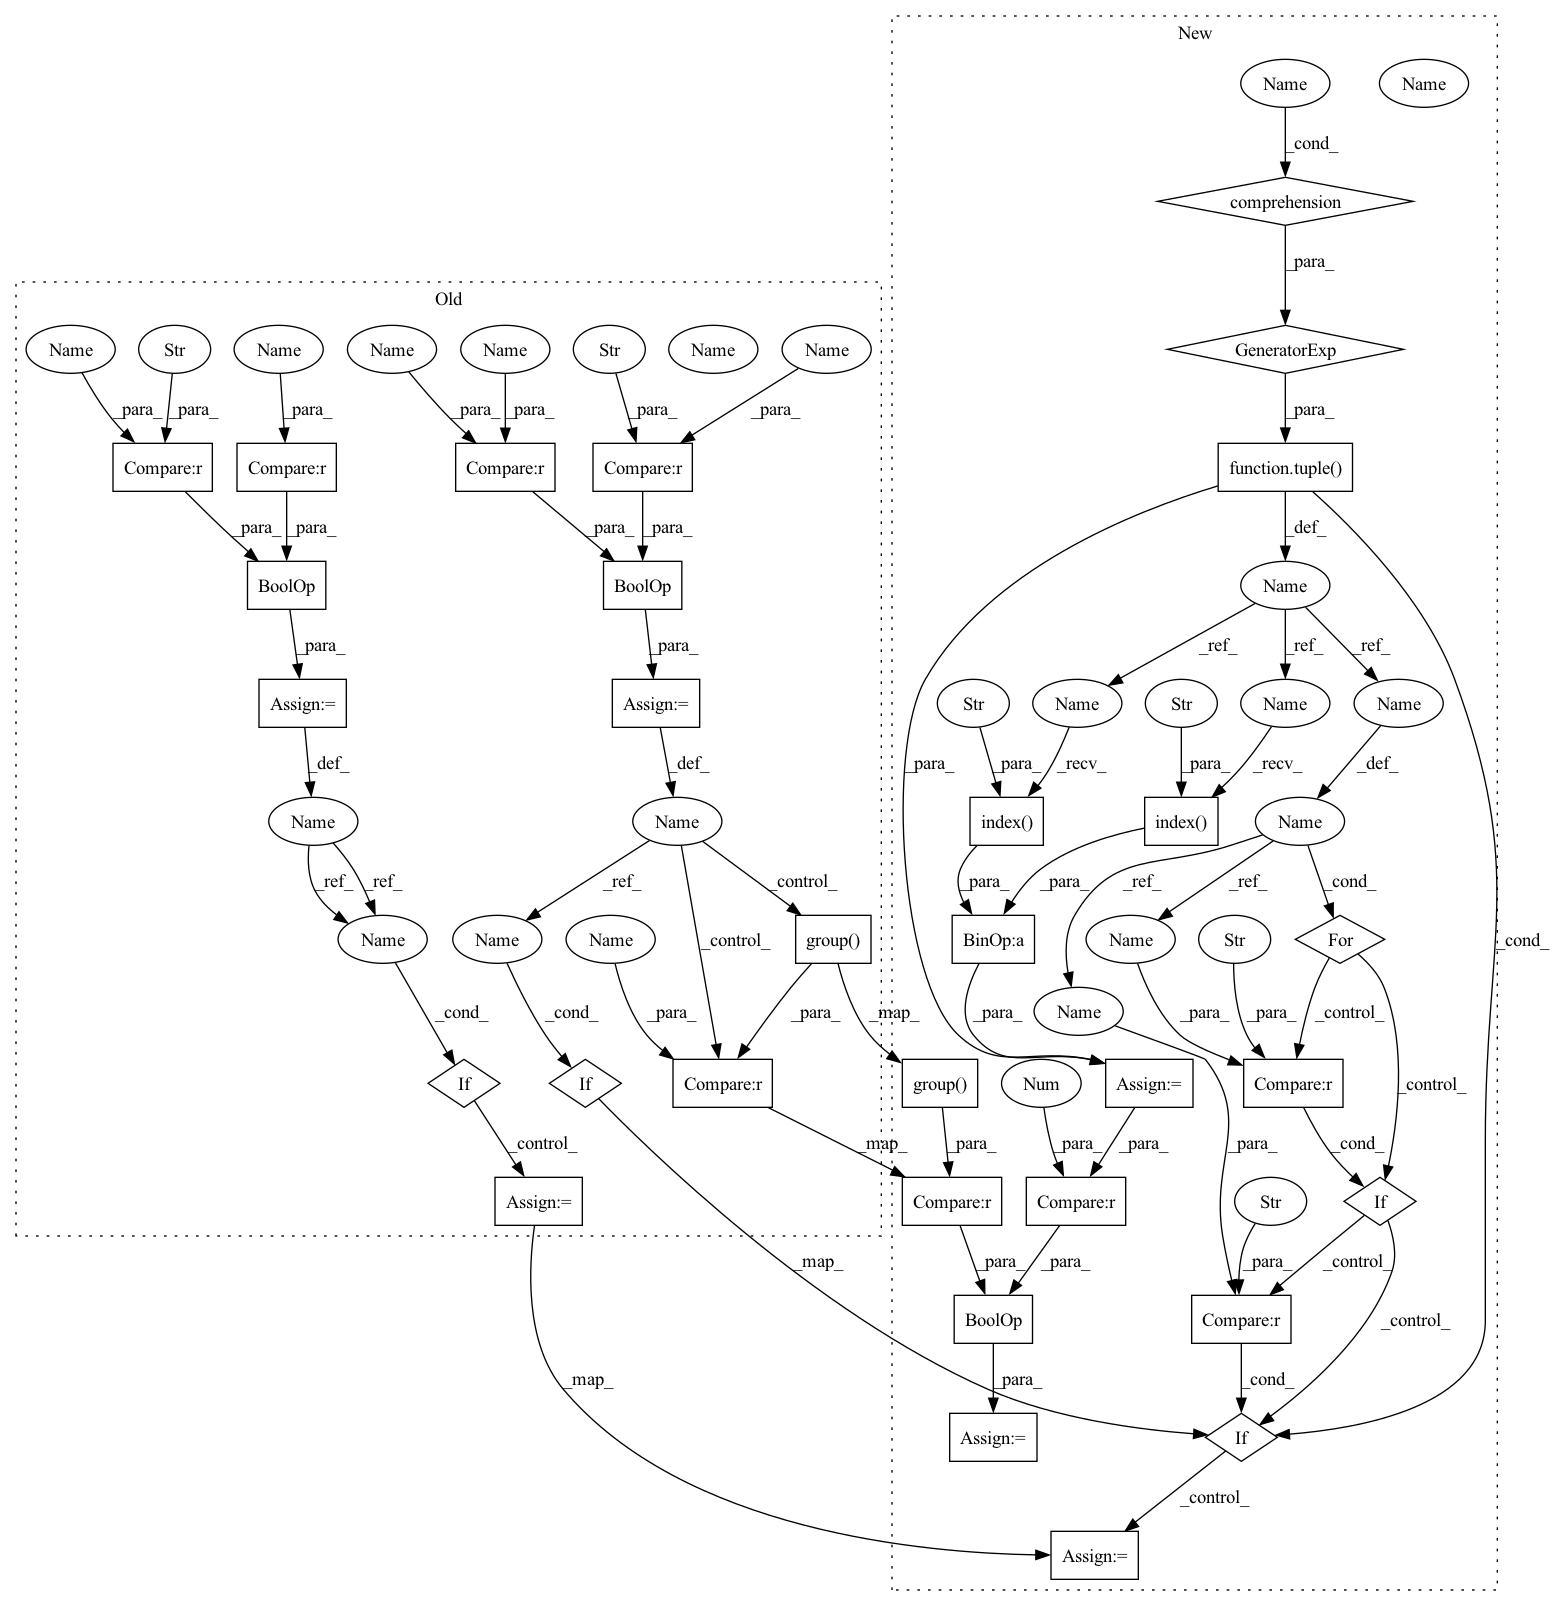 New
Name Name
_cond_
comprehension
_para_
Old
Name Str Name Name Name Str Name Name GeneratorExp
_para_ _para_ _para_ _para_ _para_ _para_ _para_ _para_
Compare:r Compare:r Compare:r Compare:r function.tuple()
_para_ _para_ _para_ _para_ _def_
BoolOp BoolOp Name
_para_ _para_ _ref_ _ref_ _ref_
Assign:= Assign:= Str Name Str Name Name
_def_ _def_ _para_ _para_ _recv_ _para_ _recv_ _def_
Name Name index() index() Name
_ref_ _ref_ _ref_ _control_ _para_ _para_ _ref_ _ref_ _cond_
Name Name Name _control_ group() BinOp:a Name Str For _cond_
_cond_ _cond_ _para_ _para_ _map_ _para_ Name _para_ _para_ _control_
If If Compare:r group() Num Assign:= Compare:r _control_
_control_ _map_ _para_ _para_ _para_ _para_ _cond_
Assign:= Compare:r Compare:r Str If
_map_ _para_ _para_ _para_ _control_
BoolOp Compare:r _control_
_map_ _para_ _cond_
Assign:= If
_control_
Assign:=